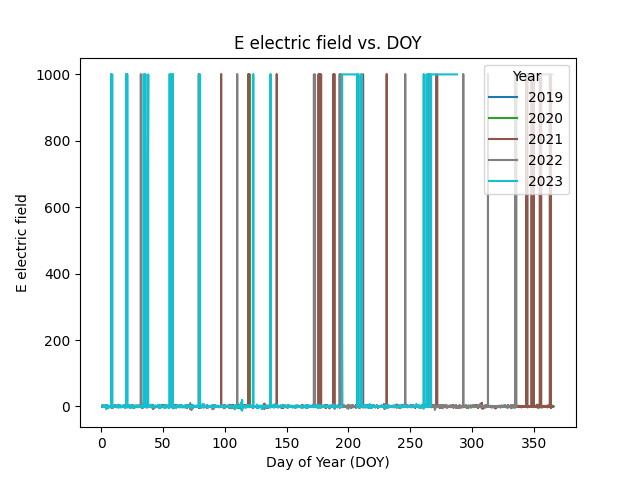 E electric field vs. DOY
1000
800
600
400
200
0
E electric field
Year
2019
2020
2021
2022
2023
0 50 100 150 200 250 300 350
Day of Year (DOY)